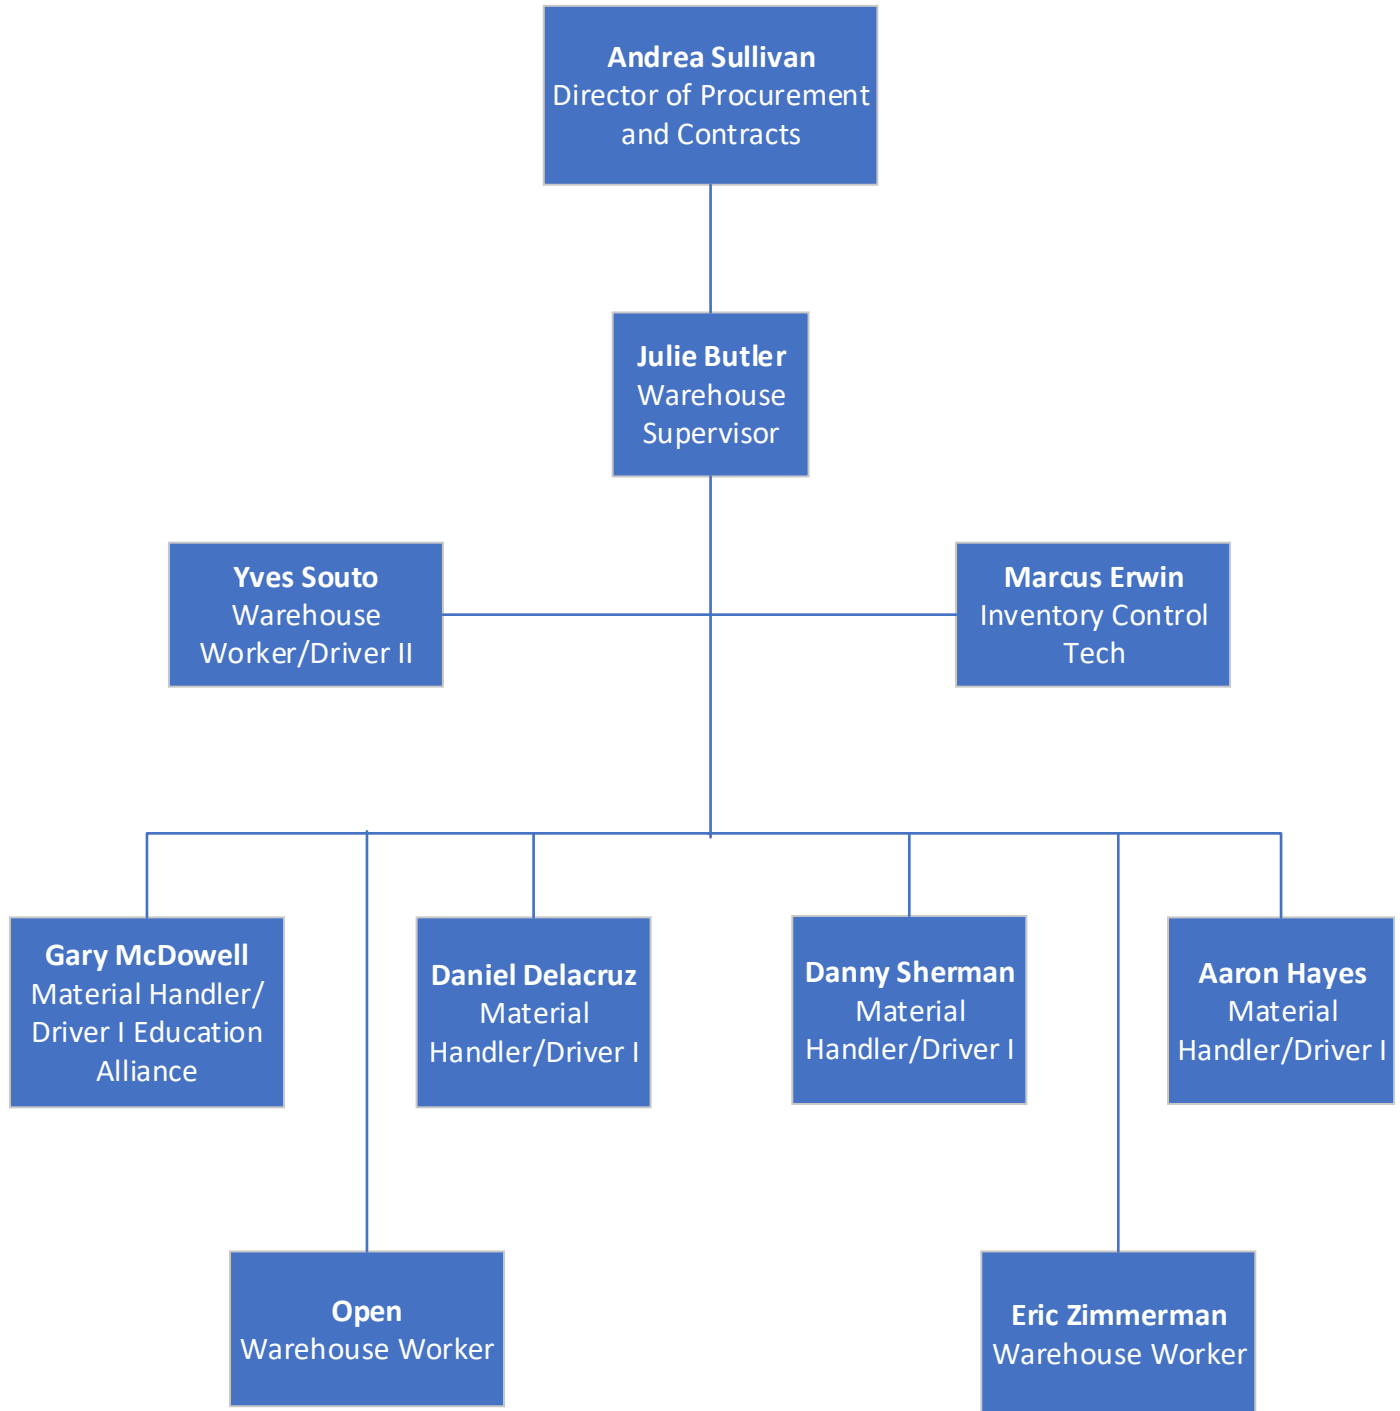 Andrea Sullivan
Director of Procurement
and Contracts
Julie Butler
Warehouse
Supervisor
Yves Souto
Warehouse
Worker/Driver II
Marcus Erwin
Inventory Control
Tech
Gary McDowell
Material Handler/
Driver I Education
Alliance
Daniel Delacruz
Material
Handler/Driver I
Danny Sherman
Material
Handler/Driver I
Aaron Hayes
Material
Handler/Driver I
Open
Warehouse Worker
Eric Zimmerman
Warehouse Worker